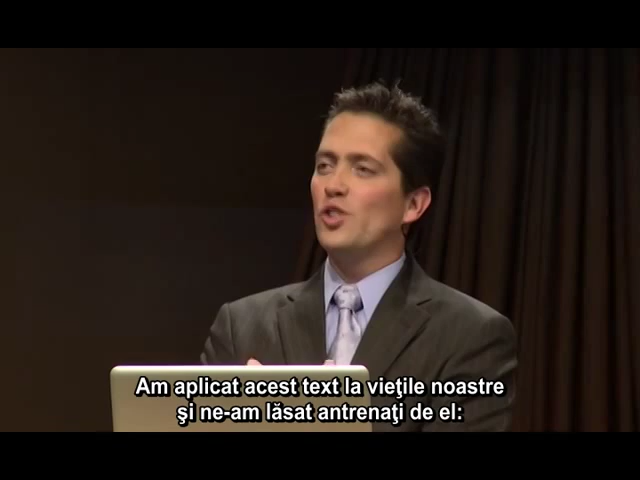 Am aplicat acest text la vieţile noastre
şi ne-am lăsat antrenaţi de el: